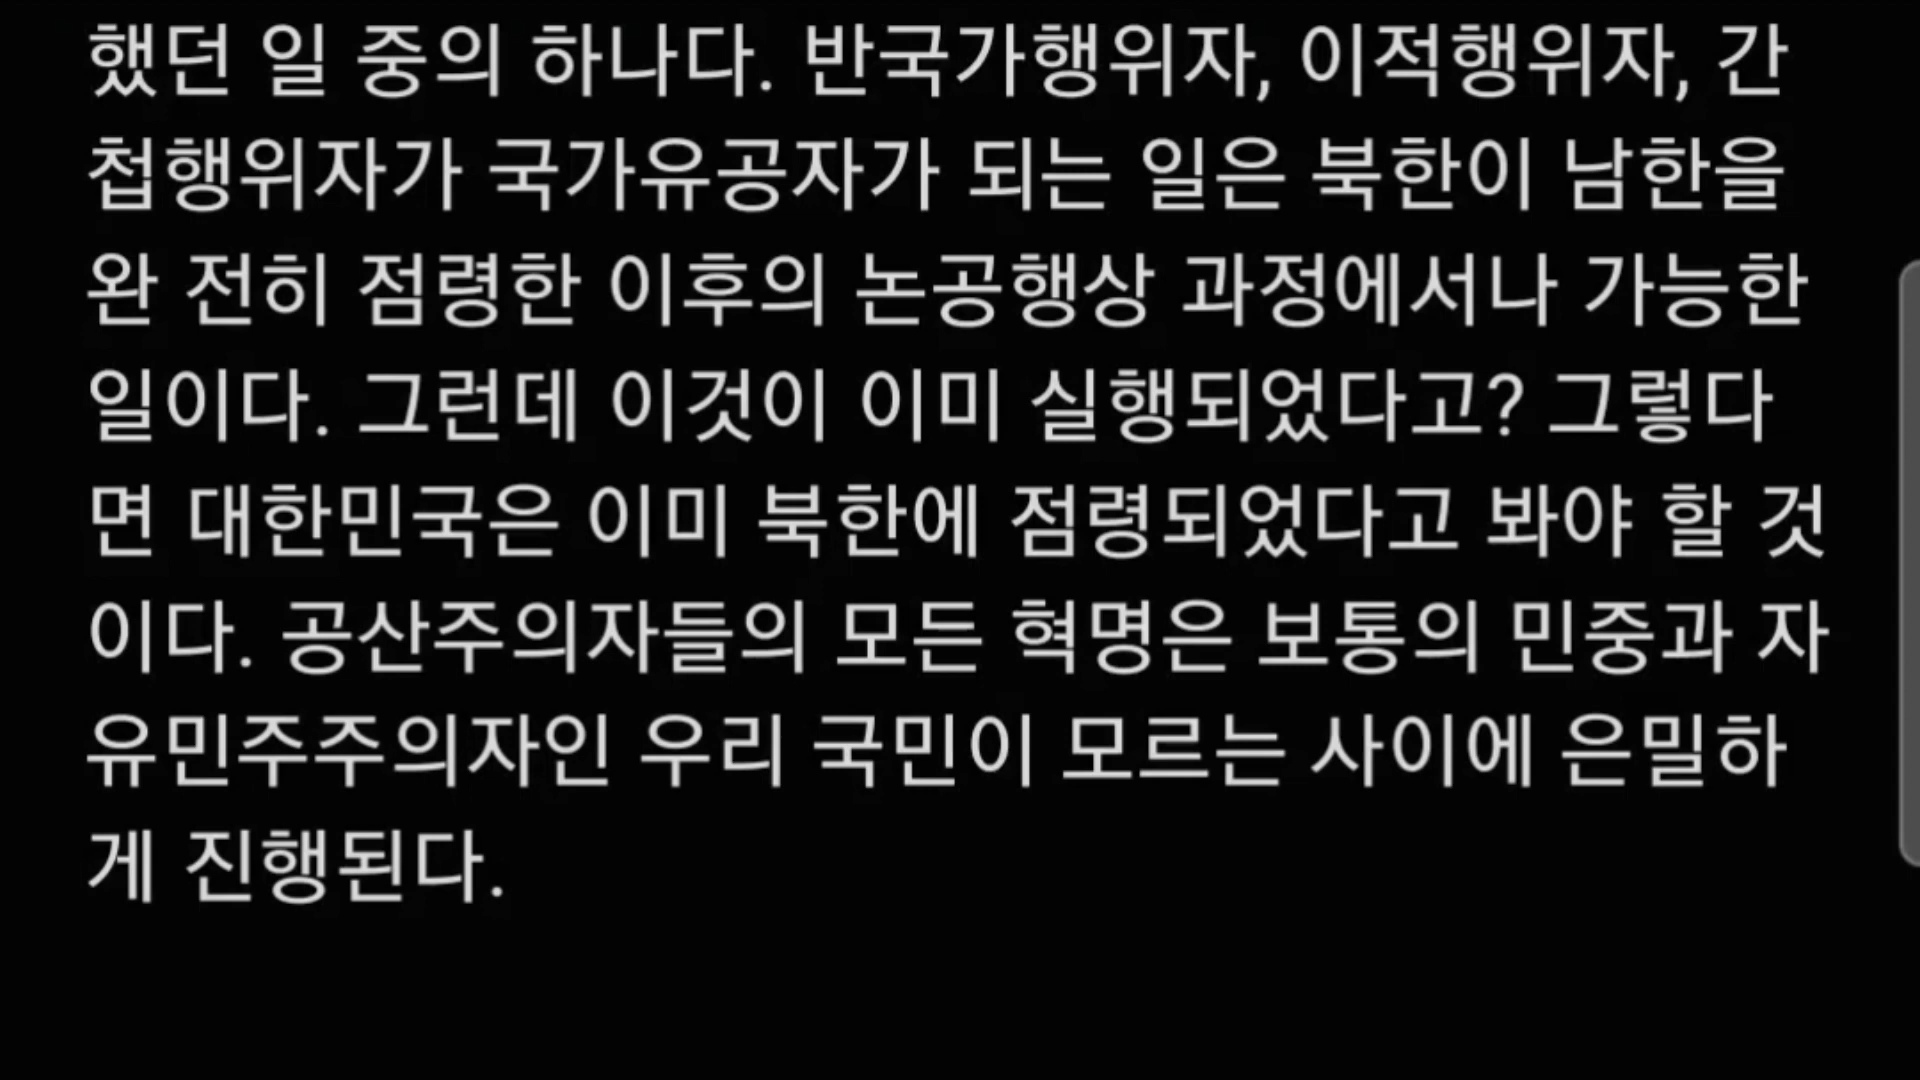 했던 일 중의 하나다. 반국가행위자, 이적행위자, 간
첩행위자가 국가유공자가 되는 일은 북한이 남한을
완 전히 점령한 이후의 논공행상 과정에서나 가능한
일이다. 그런데 이것이 이미 실행되었다고? 그렇다
면 대한민국은 이미 북한에 점령되었다고 봐야 할 것
이다. 공산주의자들의 모든 혁명은 보통의 민중과 자
유민주주의자인 우리 국민이 모르는 사이에 은밀하
게 진행된다.